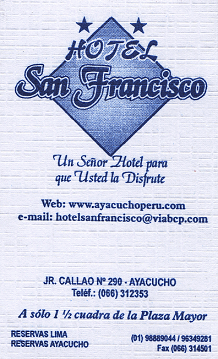 HOTEL
San Francisco
Un Señor Hotel para
que Usted la Disfrute
Web: www.ayacuchoperu.com
e-mail: hotelsanfrancisco@viabcp.com
JR. CALLAO Nº 290 - AYACUCHO
Teléf.: (066) 312353
A sólo 1 ½ cuadra de la Plaza Mayor
RESERVAS LIMA (01) 98889044 / 96349281
RESERVAS AYACUCHO Fax (066) 314501